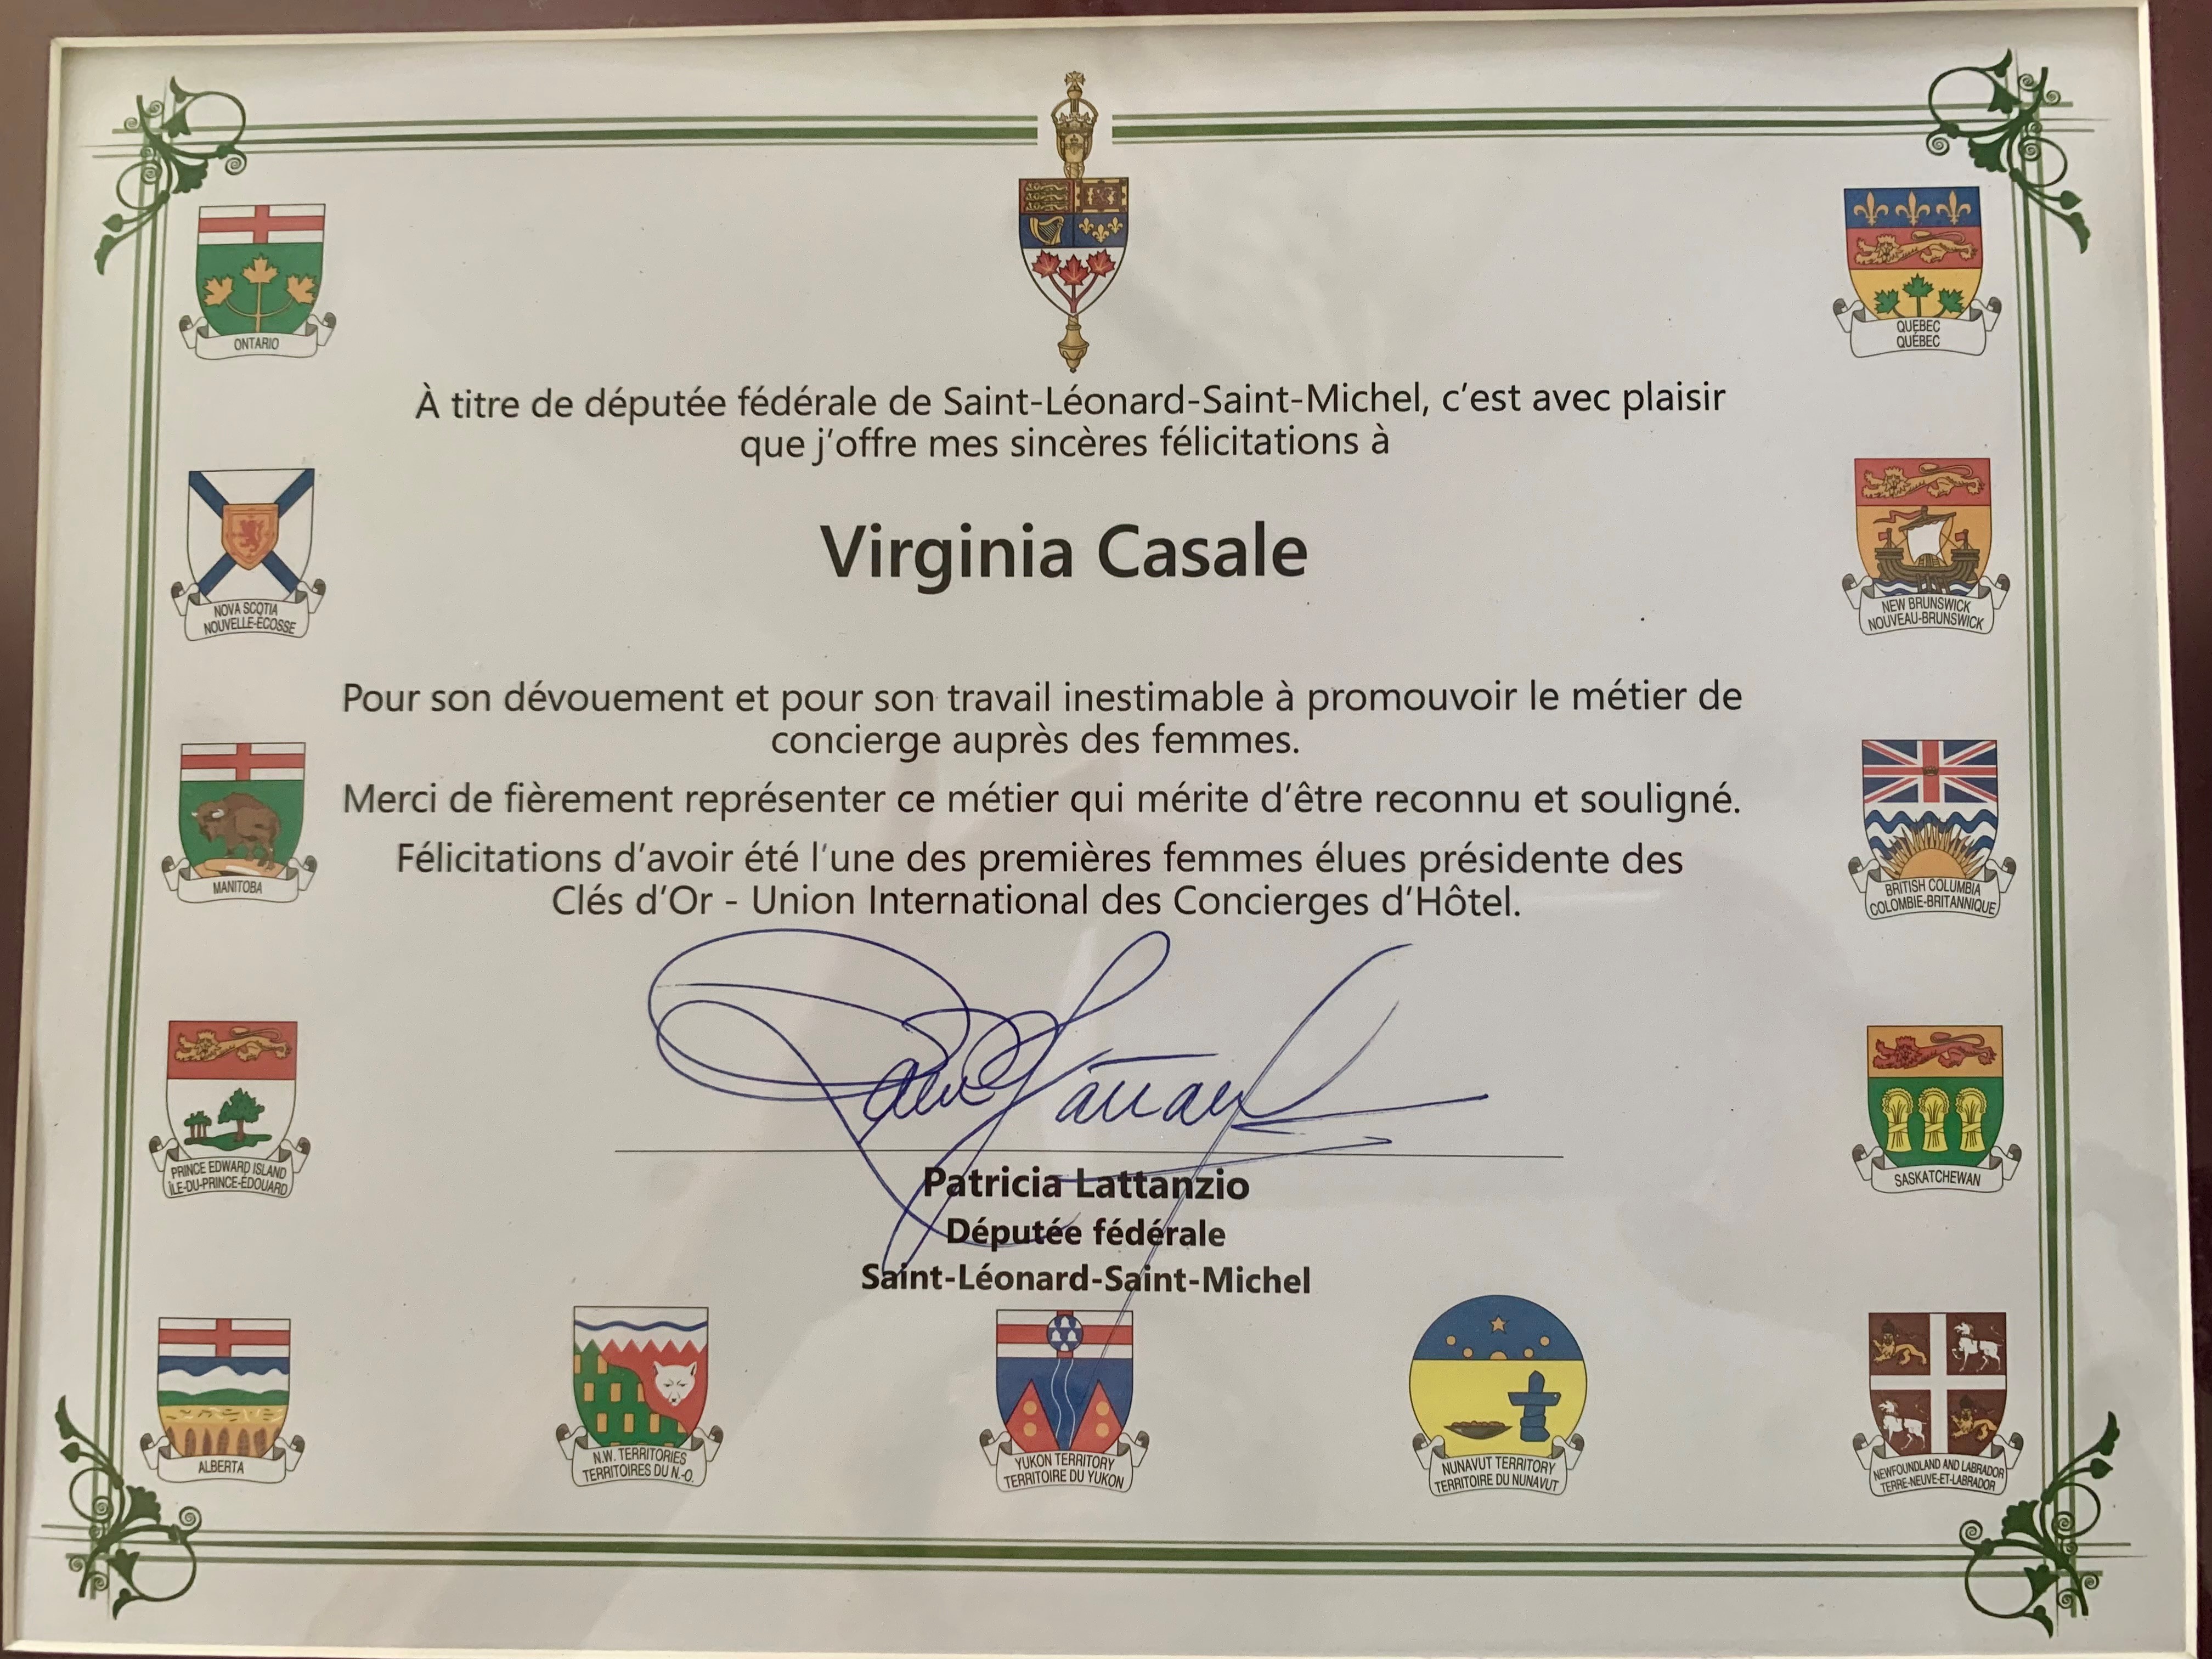 À titre de députée fédérale de Saint-Léonard-Saint-Michel, c'est avec plaisir
que j'offre mes sincères félicitations à
Virginia Casale
Pour son dévouement et pour son travail inestimable à promouvoir le métier de
concierge auprès des femmes.
Merci de fièrement représenter ce métier qui mérite d'être reconnu et souligné.
Félicitations d'avoir été l'une des premières femmes élues présidente des
Clés d'Or - Union International des Concierges d'Hôtel.
Patricia Lattanzio
Députée fédérale
Saint-Léonard-Saint-Michel
ONTARIO
NOVA SCOTIA
NOUVELLE-ÉCOSSE
MANITOBA
PRINCE EDWARD ISLAND
ÎLE-DU-PRINCE-ÉDOUARD
ALBERTA
N.W. TERRITORIES
TERRITOIRES DU N.-O.
YUKON TERRITORY
TERRITOIRE DU YUKON
NUNAVUT TERRITORY
TERRITOIRE DU NUNAVUT
QUÉBEC
QUÉBEC
NEW BRUNSWICK
NOUVEAU-BRUNSWICK
BRITISH COLUMBIA
COLOMBIE-BRITANNIQUE
SASKATCHEWAN
NEWFOUNDLAND AND LABRADOR
TERRE-NEUVE-ET-LABRADOR